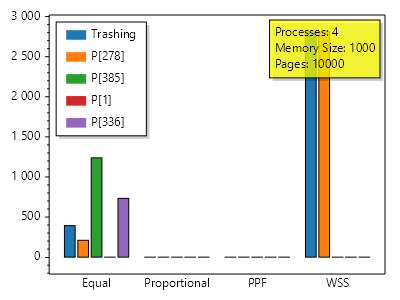 3 000
2 500
2 000
1 500
1 000
500
0
Trashing
P[278]
P[385]
P[1]
P[336]
Processes: 4
Memory Size: 1000
Pages: 10000
Equal
Proportional
PPF
WSS